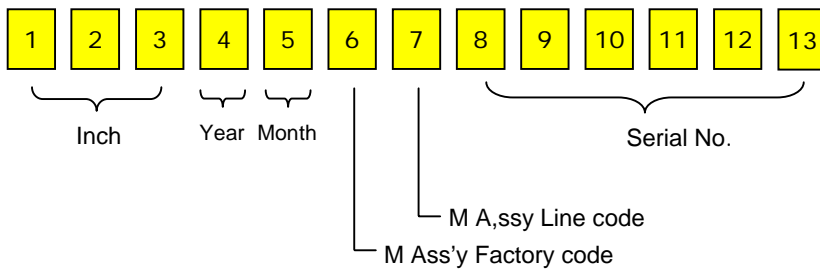 1 2 3 4 5 6 7 8 9 10 11 12 13
Inch Year Month Serial No.
M A,ssy Line code
M Ass'y Factory code